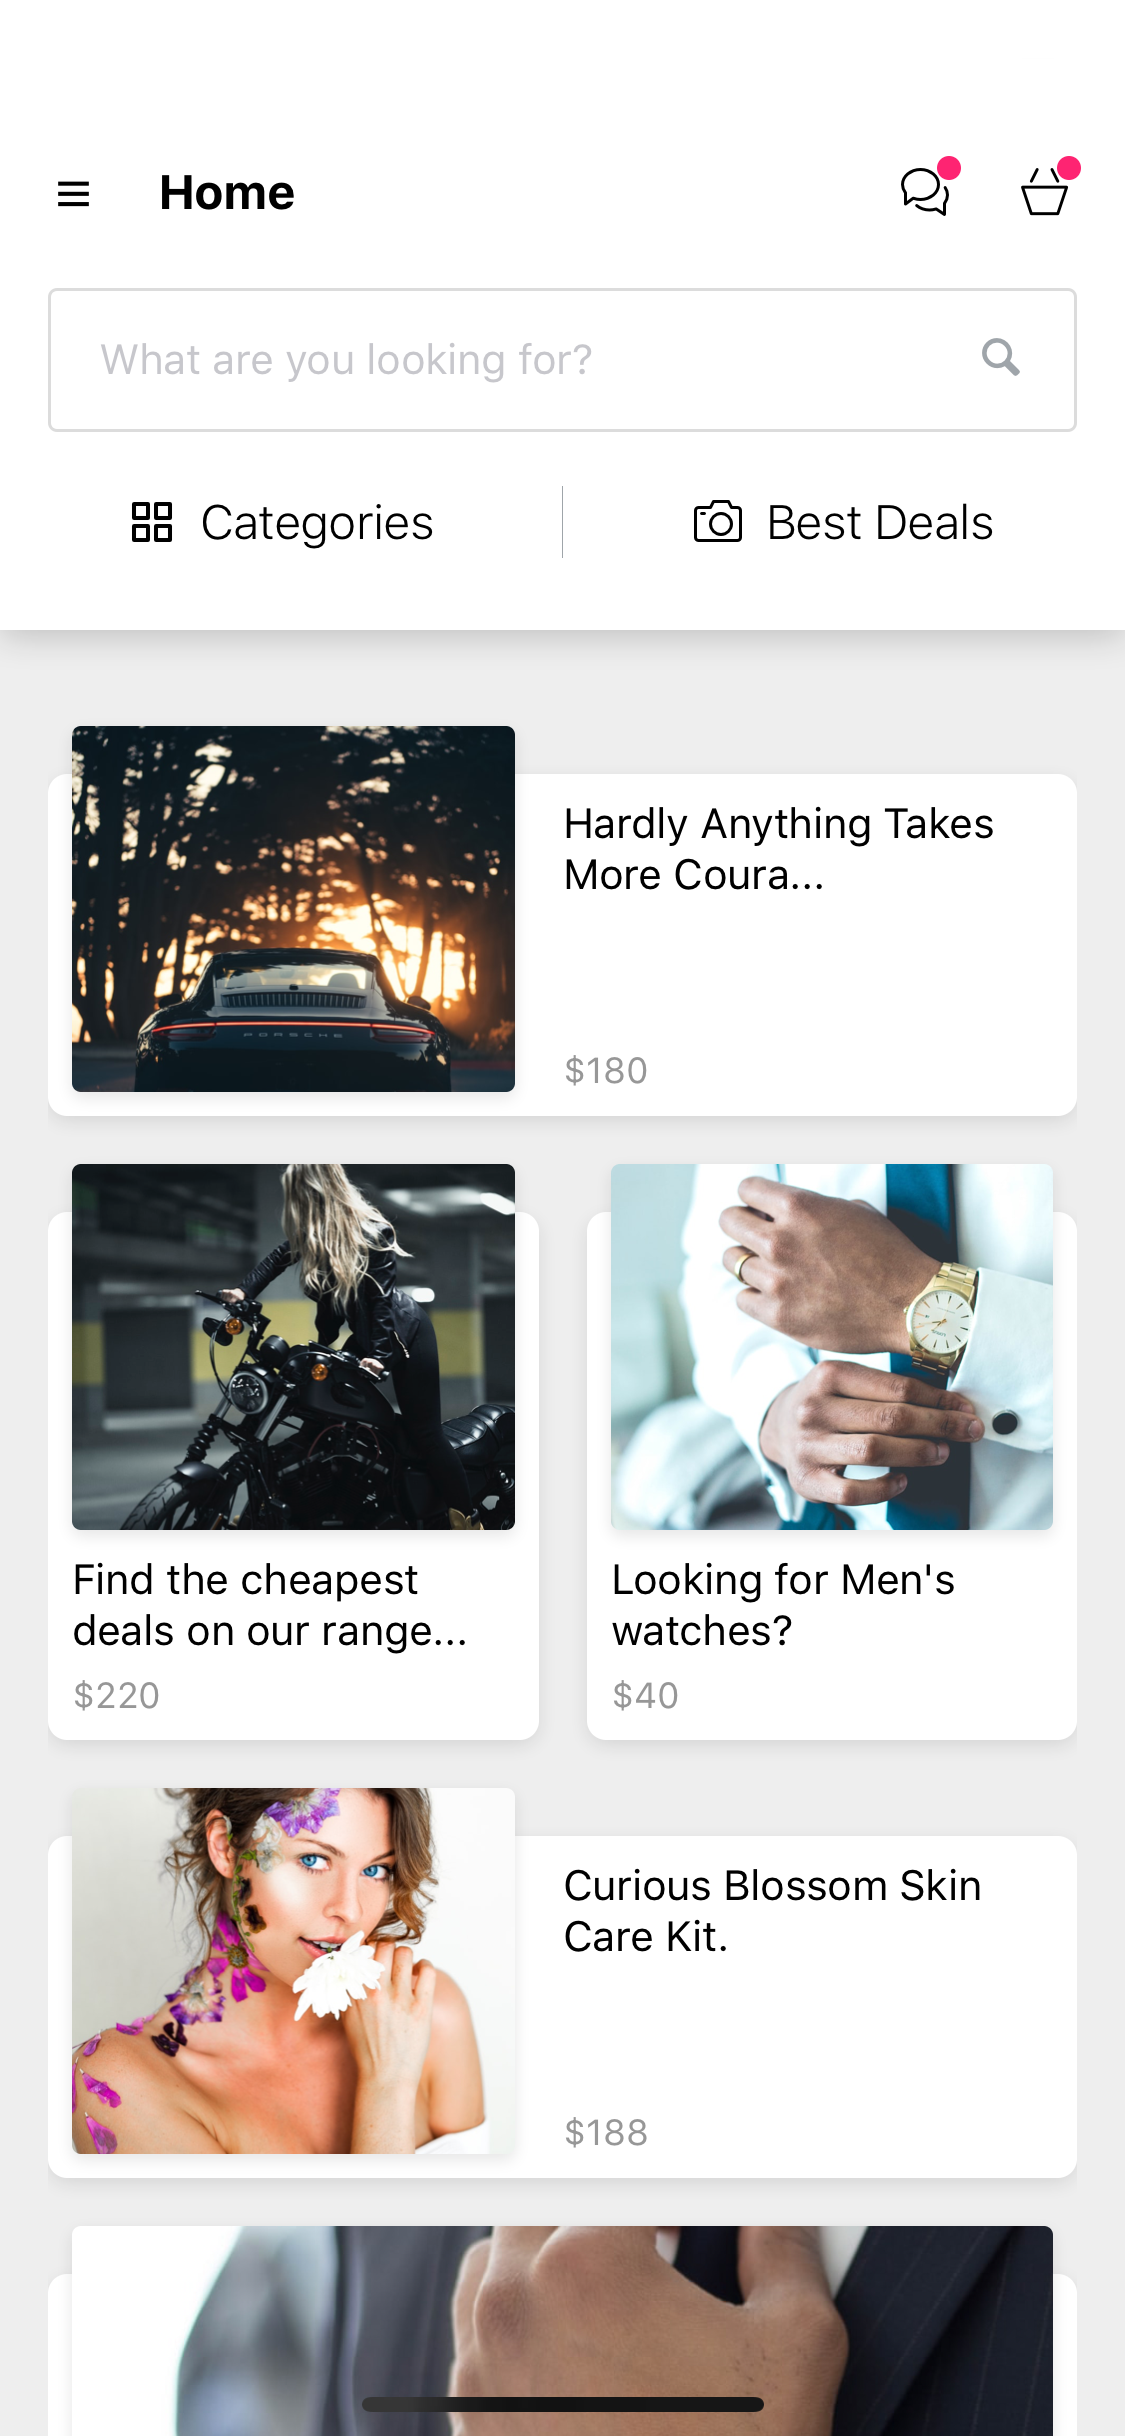 Home
What are you looking for?
Categories
Best Deals
PORSCHE
Hardly Anything Takes
More Coura...
$180
Find the cheapest
deals on our range...
$220
Looking for Men's
watches?
$40
Curious Blossom Skin
Care Kit.
$188